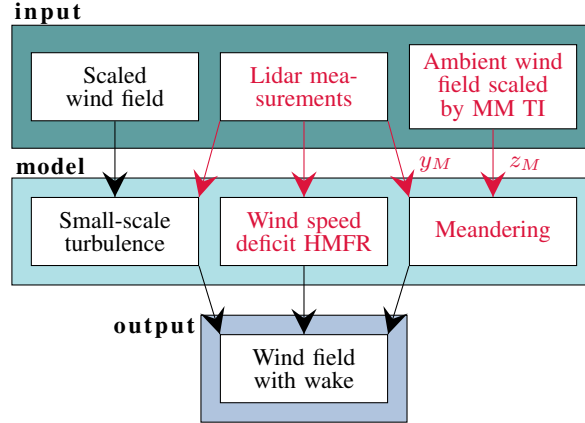 input
Scaled
wind field
Lidar mea-
surements
Ambient wind
field scaled
by MM TI
model
y_M
z_M
Small-scale
turbulence
Wind speed
deficit HMFR
Meandering
output
Wind field
with wake